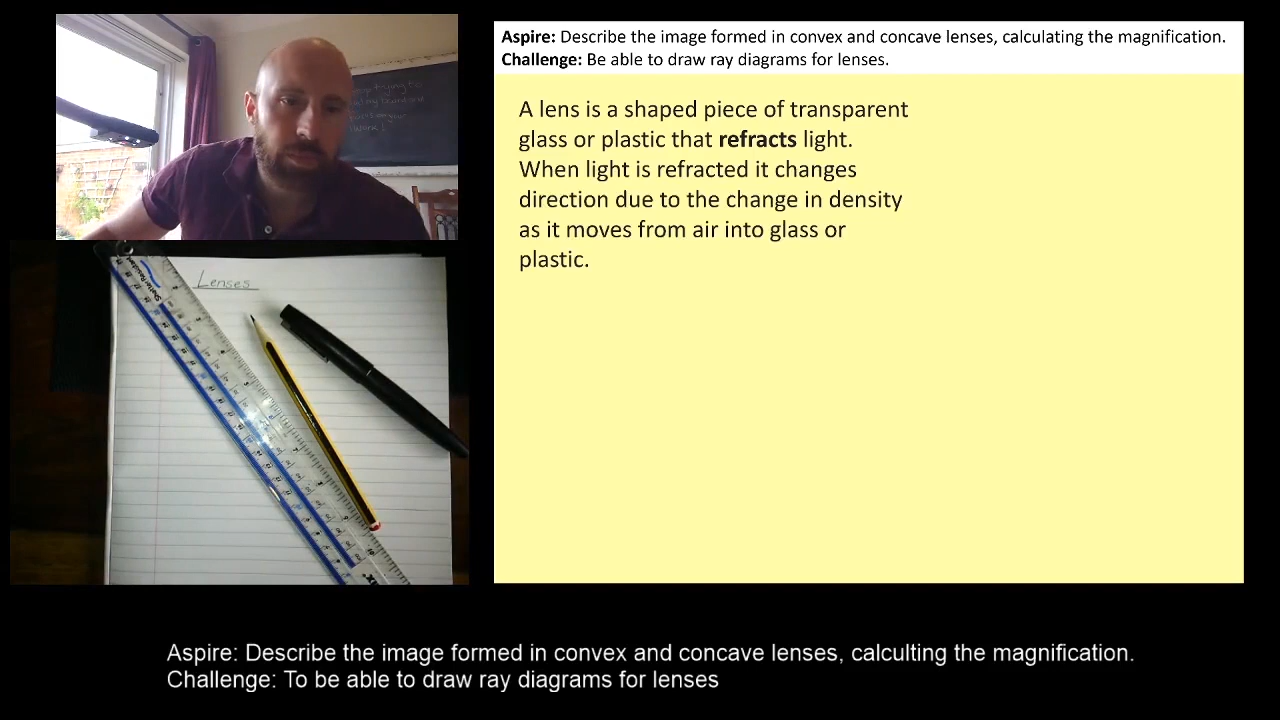 Aspire: Describe the image formed in convex and concave lenses, calculating the magnification.
Challenge: Be able to draw ray diagrams for lenses.
A lens is a shaped piece of transparent
glass or plastic that refracts light.
When light is refracted it changes
direction due to the change in density
as it moves from air into glass or
plastic.
Lenses
Shatter Resistant
Aspire: Describe the image formed in convex and concave lenses, calculting the magnification.
Challenge: To be able to draw ray diagrams for lenses